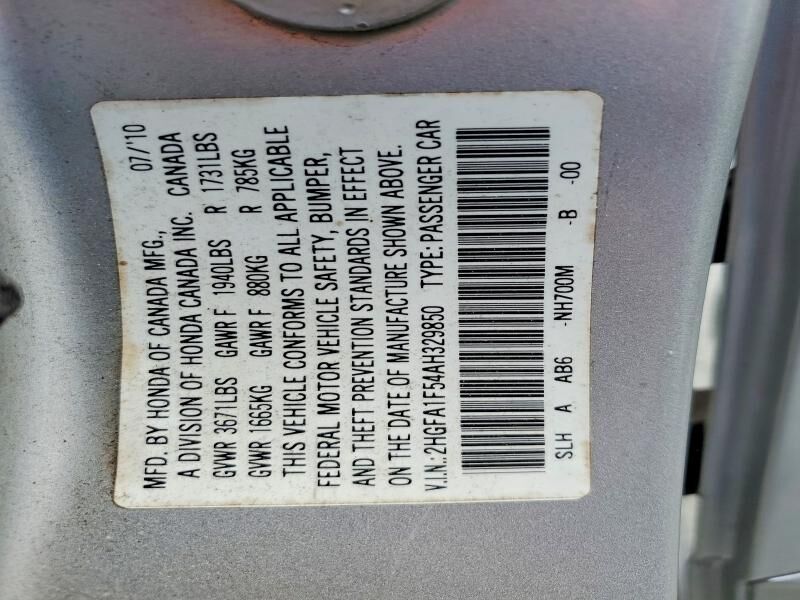 MFD. BY HONDA OF CANADA MFG., 07/'10
A DIVISION OF HONDA CANADA INC. CANADA
GVWR 3671LBS GAWR F 1940LBS R 1731LBS
GVWR 1665KG GAWR F 880KG R 785KG
THIS VEHICLE CONFORMS TO ALL APPLICABLE
FEDERAL MOTOR VEHICLE SAFETY, BUMPER,
AND THEFT PREVENTION STANDARDS IN EFFECT
ON THE DATE OF MANUFACTURE SHOWN ABOVE.
V.I.N.: 2HGFA1F54AH329850 TYPE: PASSENGER CAR
SLH A AB6 -NH700M -B -00